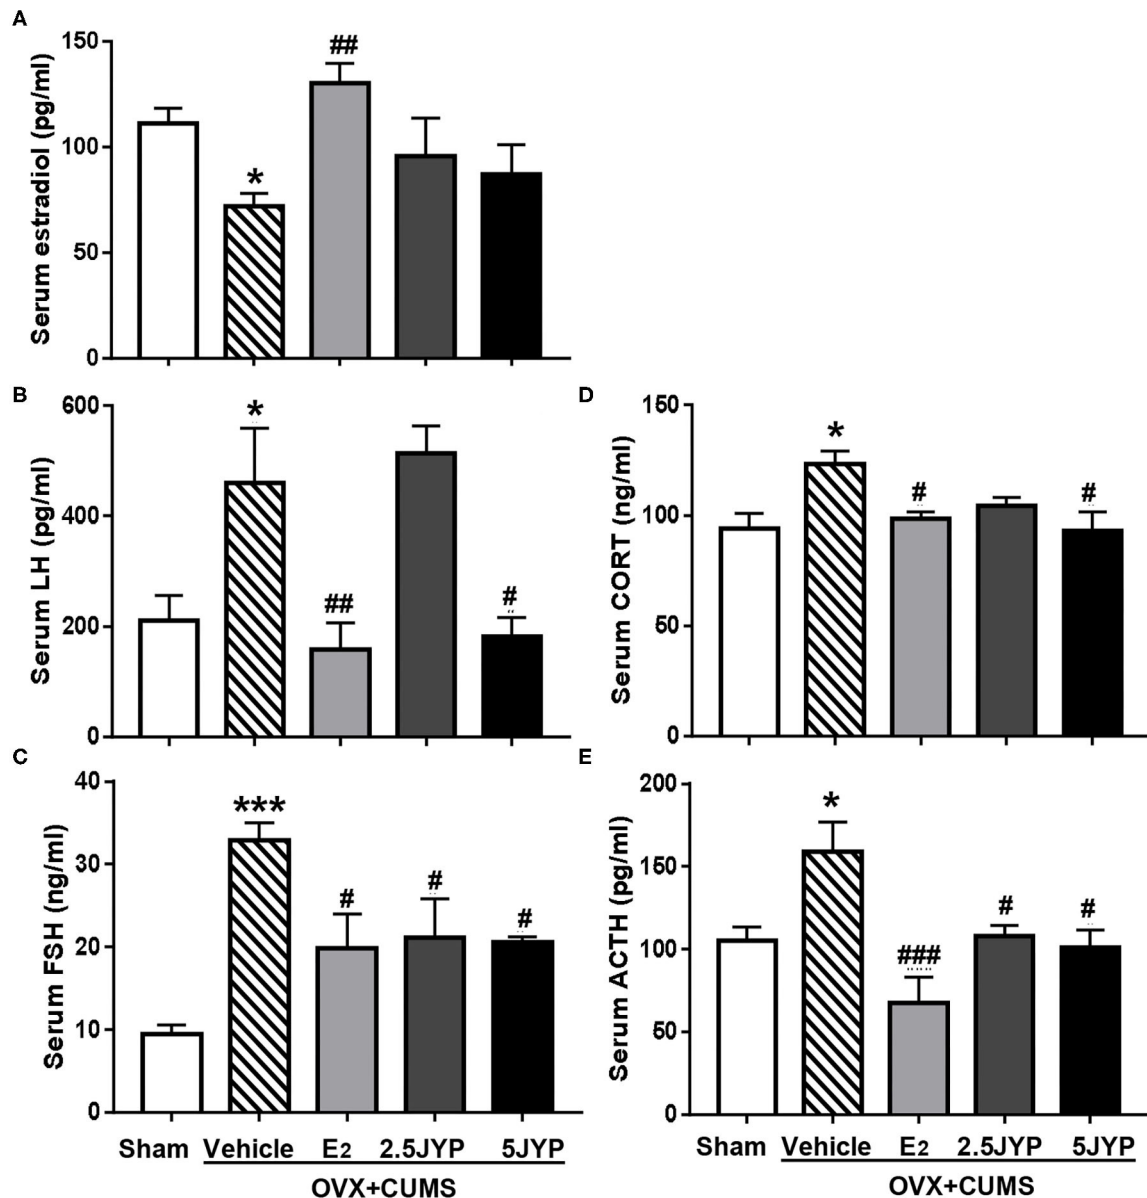 A
Serum estradiol (pg/ml)
150
100
50
0
*
##
B
Serum LH (pg/ml)
600
400
200
0
*
##
#
D
Serum CORT (ng/ml)
150
100
50
0
*
#
#
C
Serum FSH (ng/ml)
40
30
20
10
0
***
#
#
#
Sham Vehicle E2 2.5JYP 5JYP
OVX+CUMS
E
Serum ACTH (pg/ml)
200
150
100
50
0
*
###
#
#
Sham Vehicle E2 2.5JYP 5JYP
OVX+CUMS